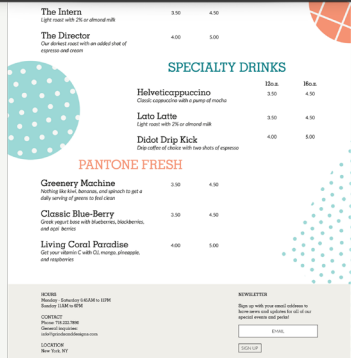 The Intern 3.50 4.50
Light roast with 2% or almond milk
The Director 4.00 5.00
Our darkest roast with an added shot of
espresso and cream
SPECIALTY DRINKS
12o.z. 16o.z.
Helveticappuccino 3.50 4.50
Classic cappuccino with a pump of mocha
Lato Latte 3.50 4.50
Light roast with 2% or almond milk
Didot Drip Kick 4.00 5.00
Drip coffee of choice with two shots of espresso
PANTONE FRESH
Greenery Machine 3.50 4.50
Nothing like kiwi, bananas, and spinach to get a
daily serving of greens to feel clean
Classic Blue-Berry 3.50 4.50
Greek yogurt base with blueberries, blackberries,
and acai berries
Living Coral Paradise 4.00 5.00
Get your vitamin C with OJ, mango, pineapple,
and raspberries
HOURS
Monday - Saturday 6:41AM to 11PM
Sunday 11AM to 8PM
CONTACT
Phone: 718.222.7890
General inquiries:
LOCATION
New York, NY
NEWSLETTER
Sign up with your email address to
have news and updates for all of our
special events and perks!
EMAIL
SIGN UP